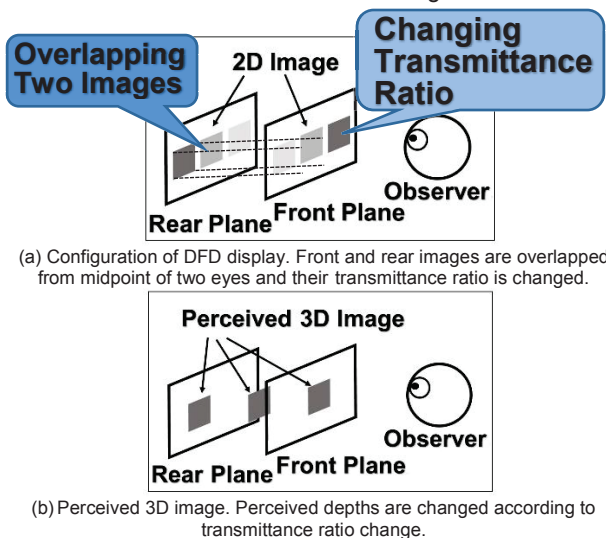 Overlapping
Two Images
2D Image
Changing
Transmittance
Ratio
Observer
Rear Plane
Front Plane
(a) Configuration of DFD display. Front and rear images are overlapped
from midpoint of two eyes and their transmittance ratio is changed.
Perceived 3D Image
Observer
Rear Plane
Front Plane
(b) Perceived 3D image. Perceived depths are changed according to
transmittance ratio change.